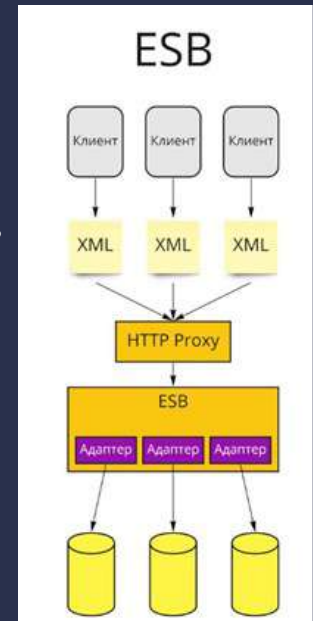 ESB
Клиент Клиент Клиент
XML XML XML
HTTP Proxy
ESB
Адаптер Адаптер Адаптер